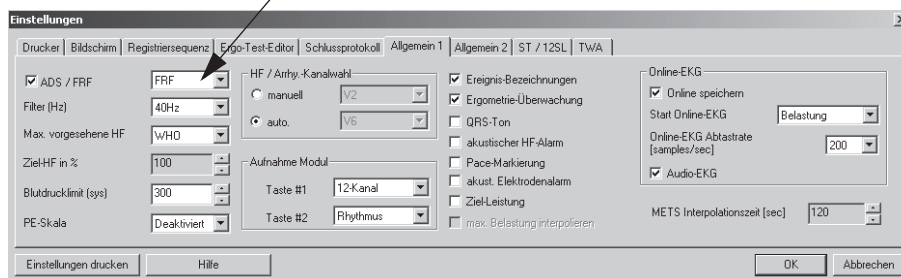 Einstellungen
Drucker Bildschirm Registriersequenz Ergo-Test-Editor Schlussprotokoll Allgemein 1 Allgemein 2 ST / 12SL TWA
ADS / FRF FRF
Filter (Hz) 40Hz
Max. vorgesehene HF WHO
Ziel-HF in % 100
Blutdrucklimit (sys) 300
PE-Skala Deaktiviert
HF / Arrhy.-Kanalwahl
manuell V2
auto. V6
Aufnahme Modul
Taste #1 12-Kanal
Taste #2 Rhythmus
Ereignis-Bezeichnungen
Ergometrie-Überwachung
QRS-Ton
akustischer HF-Alarm
Pace-Markierung
akust. Elektrodenalarm
Ziel-Leistung
max. Belastung interpolieren
Online-EKG
Online speichern
Start Online-EKG Belastung
Online-EKG Abtastrate
[samples/sec] 200
Audio-EKG
METS Interpolationszeit [sec] 120
Einstellungen drucken Hilfe OK Abbrechen